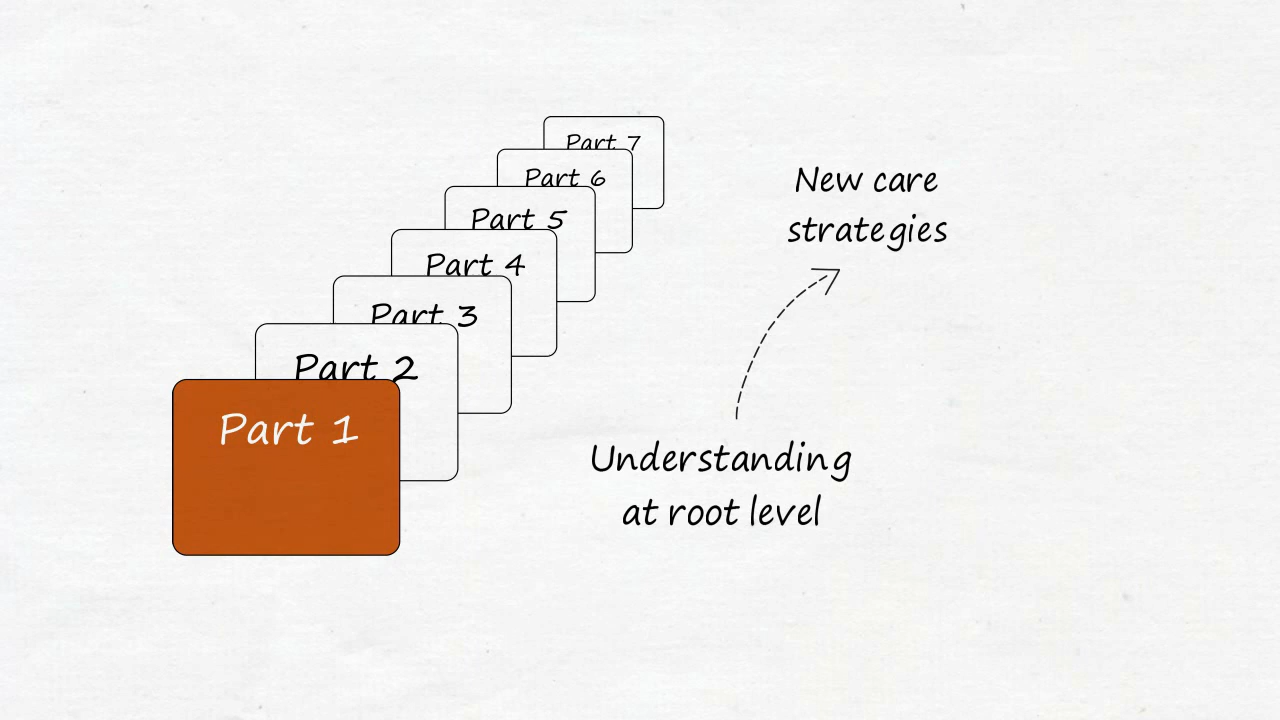 Part 7
Part 6
Part 5
Part 4
Part 3
Part 2
Part 1
New care
strategies
Understanding
at root level